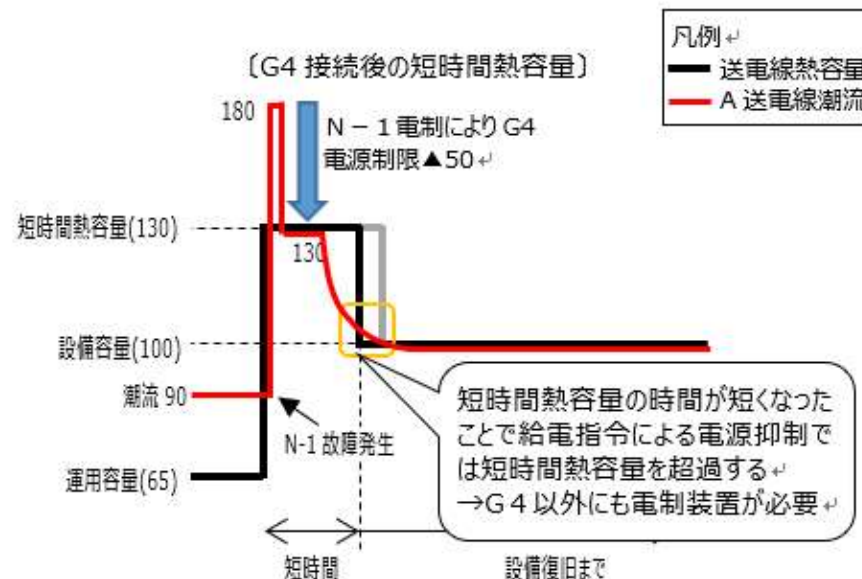 凡例↵
送電線熱容量
A 送電線潮流
〔G4 接続後の短時間熱容量〕
180
N－1 電制により G4
電源制限▲50↵
短時間熱容量(130)
130
設備容量(100)
潮流 90
N-1 故障発生
運用容量(65)
短時間熱容量の時間が短くなった
ことで給電指令による電源抑制で
は短時間熱容量を超過する↵
→G４以外にも電制装置が必要↵
短時間
設備復旧まで